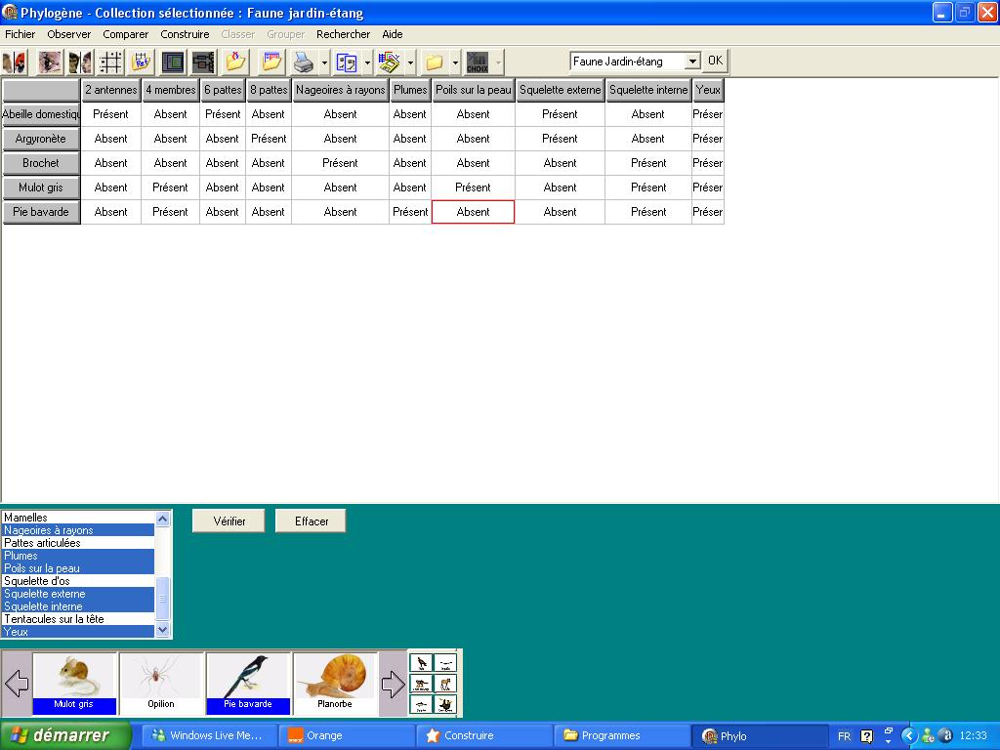 Phylogène - Collection sélectionnée : Faune jardin-étang
Fichier Observer Comparer Construire Classer Grouper Rechercher Aide
CHOIX Faune Jardin-étang OK
2 antennes 4 membres 6 pattes 8 pattes Nageoires à rayons Plumes Poils sur la peau Squelette externe Squelette interne Yeux
Abeille domestiqu Présent Absent Présent Absent Absent Absent Absent Présent Absent Préser
Argyronète Absent Absent Absent Présent Absent Absent Absent Présent Absent Préser
Brochet Absent Absent Absent Absent Présent Absent Absent Absent Présent Préser
Mulot gris Absent Présent Absent Absent Absent Absent Présent Absent Présent Préser
Pie bavarde Absent Présent Absent Absent Absent Présent Absent Absent Présent Préser
Mamelles
Nageoires à rayons
Pattes articulées
Plumes
Poils sur la peau
Squelette d'os
Squelette externe
Squelette interne
Tentacules sur la tête
Yeux
Vérifier Effacer
Mulot gris Opilion Pie bavarde Planorbe
démarrer Windows Live Me... Orange Construire Programmes Phylo FR 12:33